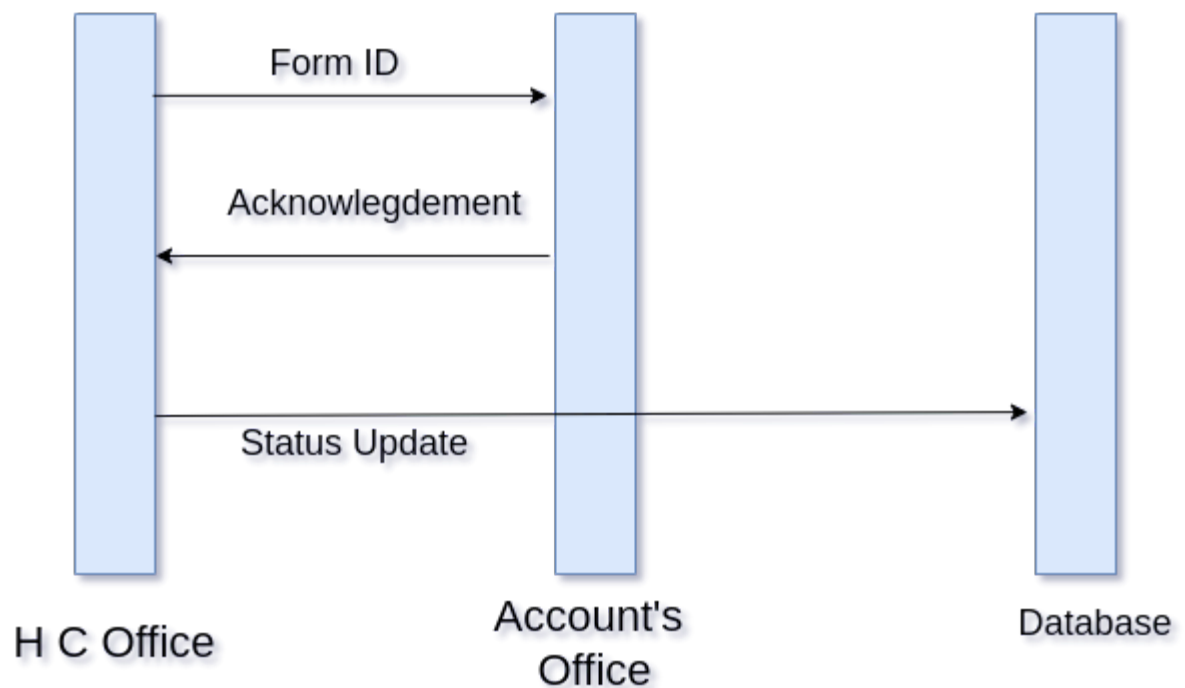 Form ID
Acknowlegdement
Status Update
H C Office
Account's
Office
Database